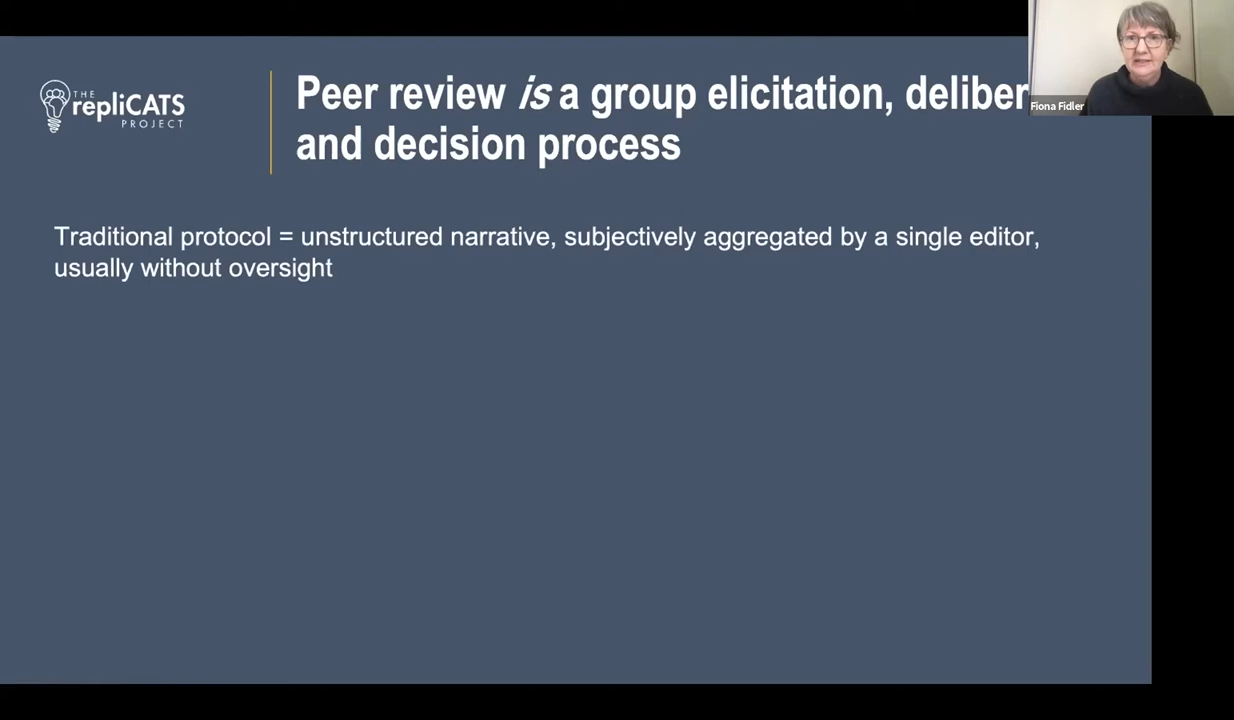 THE
repliCATS
PROJECT
Peer review is a group elicitation, deliber
and decision process
Fiona Fidler
Traditional protocol = unstructured narrative, subjectively aggregated by a single editor,
usually without oversight